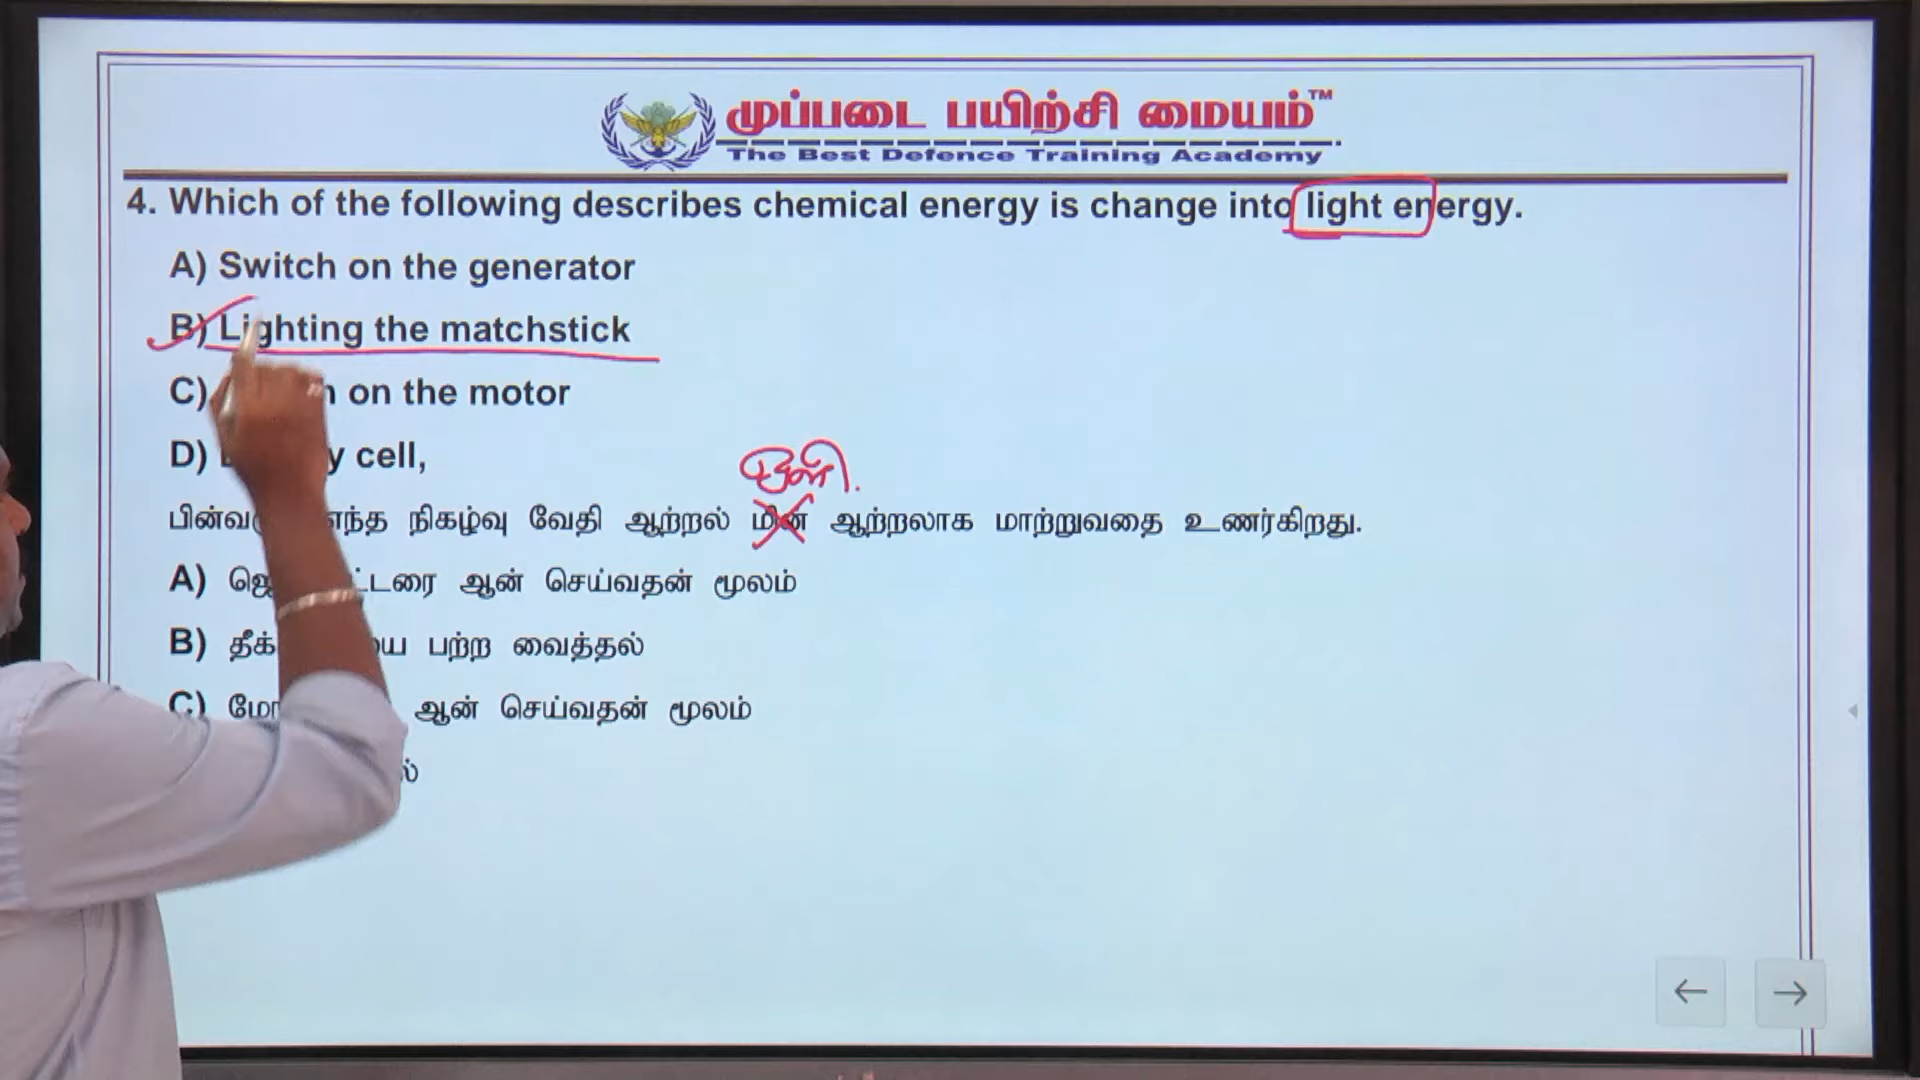 முப்படை பயிற்சி மையம்™
The Best Defence Training Academy
4. Which of the following describes chemical energy is change into light energy.
A) Switch on the generator
B) Lighting the matchstick
C) on the motor
D) cell,
ஒளி.
எந்த நிகழ்வு வேதி ஆற்றல் மின் ஆற்றலாக மாற்றுவதை உணர்கிறது.
A) ஆன் செய்வதன் மூலம்
B) பற்ற வைத்தல்
C) ஆன் செய்வதன் மூலம்